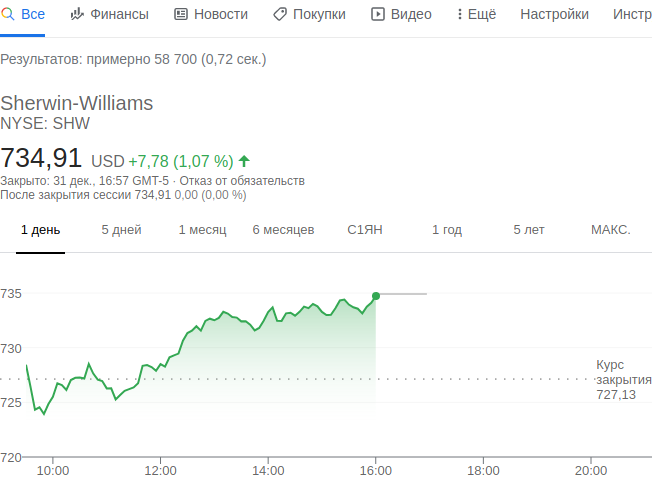 Все Финансы Новости Покупки Видео Ещё Настройки Инстр
Результатов: примерно 58 700 (0,72 сек.)
Sherwin-Williams
NYSE: SHW
734,91 USD +7,78 (1,07 %)
Закрыто: 31 дек., 16:57 GMT-5 · Отказ от обязательств
После закрытия сессии 734,91 0,00 (0,00 %)
1 день 5 дней 1 месяц 6 месяцев С1ЯН 1 год 5 лет МАКС.
735
730
Курс
закрытия
727,13
725
720
10:00 12:00 14:00 16:00 18:00 20:00